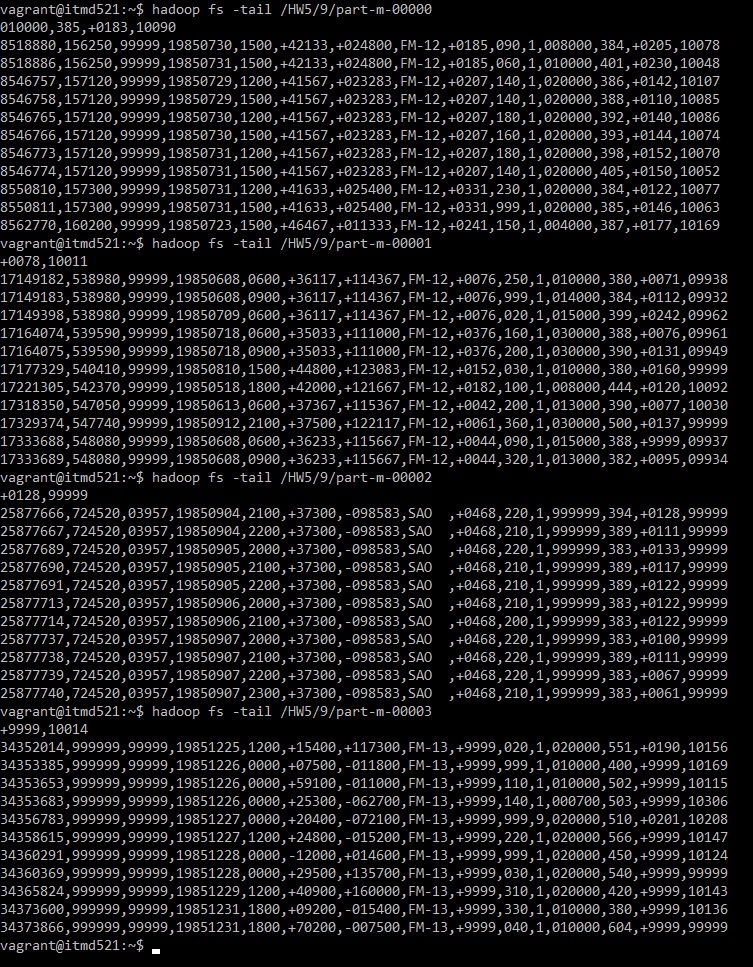 vagrant@itmd521:~$ hadoop fs -tail /HW5/9/part-m-00000
010000,385,+0183,10090
8518880,156250,99999,19850730,1500,+42133,+024800,FM-12,+0185,090,1,008000,384,+0205,10078
8518886,156250,99999,19850731,1500,+42133,+024800,FM-12,+0185,060,1,010000,401,+0230,10048
8546757,157120,99999,19850729,1200,+41567,+023283,FM-12,+0207,140,1,020000,386,+0142,10107
8546758,157120,99999,19850729,1500,+41567,+023283,FM-12,+0207,140,1,020000,388,+0110,10085
8546765,157120,99999,19850730,1200,+41567,+023283,FM-12,+0207,180,1,020000,392,+0140,10086
8546766,157120,99999,19850730,1500,+41567,+023283,FM-12,+0207,160,1,020000,393,+0144,10074
8546773,157120,99999,19850731,1200,+41567,+023283,FM-12,+0207,180,1,020000,398,+0152,10070
8546774,157120,99999,19850731,1500,+41567,+023283,FM-12,+0207,140,1,020000,405,+0150,10052
8550810,157300,99999,19850731,1200,+41633,+025400,FM-12,+0331,230,1,020000,384,+0122,10077
8550811,157300,99999,19850731,1500,+41633,+025400,FM-12,+0331,999,1,020000,385,+0146,10063
8562770,160200,99999,19850723,1500,+46467,+011333,FM-12,+0241,150,1,004000,387,+0177,10169
vagrant@itmd521:~$ hadoop fs -tail /HW5/9/part-m-00001
+0078,10011
17149182,538980,99999,19850608,0600,+36117,+114367,FM-12,+0076,250,1,010000,380,+0071,09938
17149183,538980,99999,19850608,0900,+36117,+114367,FM-12,+0076,999,1,014000,384,+0112,09932
17149398,538980,99999,19850709,0600,+36117,+114367,FM-12,+0076,020,1,015000,399,+0242,09962
17164074,539590,99999,19850718,0600,+35033,+111000,FM-12,+0376,160,1,030000,388,+0076,09961
17164075,539590,99999,19850718,0900,+35033,+111000,FM-12,+0376,200,1,030000,390,+0131,09949
17177329,540410,99999,19850810,1500,+44800,+123083,FM-12,+0152,030,1,010000,380,+0160,99999
17221305,542370,99999,19850518,1800,+42000,+121667,FM-12,+0182,100,1,008000,444,+0120,10092
17318350,547050,99999,19850613,0600,+37367,+115367,FM-12,+0042,200,1,013000,390,+0077,10030
17329374,547740,99999,19850912,2100,+37500,+122117,FM-12,+0061,360,1,030000,500,+0137,99999
17333688,548080,99999,19850608,0600,+36233,+115667,FM-12,+0044,090,1,015000,388,+9999,09937
17333689,548080,99999,19850608,0900,+36233,+115667,FM-12,+0044,320,1,013000,382,+0095,09934
vagrant@itmd521:~$ hadoop fs -tail /HW5/9/part-m-00002
+0128,99999
25877666,724520,03957,19850904,2100,+37300,-098583,SAO  ,+0468,220,1,999999,394,+0128,99999
25877667,724520,03957,19850904,2200,+37300,-098583,SAO  ,+0468,210,1,999999,389,+0111,99999
25877689,724520,03957,19850905,2000,+37300,-098583,SAO  ,+0468,220,1,999999,383,+0133,99999
25877690,724520,03957,19850905,2100,+37300,-098583,SAO  ,+0468,210,1,999999,389,+0117,99999
25877691,724520,03957,19850905,2200,+37300,-098583,SAO  ,+0468,210,1,999999,389,+0122,99999
25877713,724520,03957,19850906,2000,+37300,-098583,SAO  ,+0468,210,1,999999,383,+0122,99999
25877714,724520,03957,19850906,2100,+37300,-098583,SAO  ,+0468,200,1,999999,383,+0122,99999
25877737,724520,03957,19850907,2000,+37300,-098583,SAO  ,+0468,220,1,999999,383,+0100,99999
25877738,724520,03957,19850907,2100,+37300,-098583,SAO  ,+0468,220,1,999999,389,+0111,99999
25877739,724520,03957,19850907,2200,+37300,-098583,SAO  ,+0468,220,1,999999,383,+0067,99999
25877740,724520,03957,19850907,2300,+37300,-098583,SAO  ,+0468,210,1,999999,383,+0061,99999
vagrant@itmd521:~$ hadoop fs -tail /HW5/9/part-m-00003
+9999,10014
34352014,999999,99999,19851225,1200,+15400,+117300,FM-13,+9999,020,1,020000,551,+0190,10156
34353385,999999,99999,19851226,0000,+07500,-011800,FM-13,+9999,999,1,010000,400,+9999,10169
34353653,999999,99999,19851226,0000,+59100,-011000,FM-13,+9999,110,1,010000,502,+9999,10115
34353683,999999,99999,19851226,0000,+25300,-062700,FM-13,+9999,140,1,000700,503,+9999,10306
34356783,999999,99999,19851227,0000,+20400,-072100,FM-13,+9999,999,9,020000,510,+0201,10208
34358615,999999,99999,19851227,1200,+24800,-015200,FM-13,+9999,220,1,020000,566,+9999,10147
34360291,999999,99999,19851228,0000,-12000,+014600,FM-13,+9999,999,1,020000,450,+9999,10124
34360369,999999,99999,19851228,0000,+29500,+135700,FM-13,+9999,030,1,020000,540,+9999,99999
34365824,999999,99999,19851229,1200,+40900,+160000,FM-13,+9999,310,1,020000,420,+9999,10143
34373600,999999,99999,19851231,1800,+09200,-015400,FM-13,+9999,330,1,010000,380,+9999,10136
34373866,999999,99999,19851231,1800,+70200,-007500,FM-13,+9999,040,1,010000,604,+9999,99999
vagrant@itmd521:~$